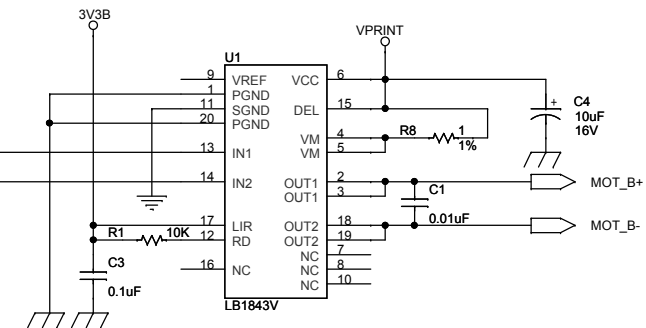 3V3B
VPRINT
U1
9 VREF VCC 6
1 PGND
11 SGND DEL 15
20 PGND
VM 4 R8 1
13 IN1 VM 5 1%
C4
10uF
16V
+
14 IN2 OUT1 2 MOT_B+
OUT1 3 C1
17 LIR OUT2 18 0.01uF MOT_B-
R1 10K 12 RD OUT2 19
NC 7
C3 16 NC NC 8
0.1uF NC 10
LB1843V